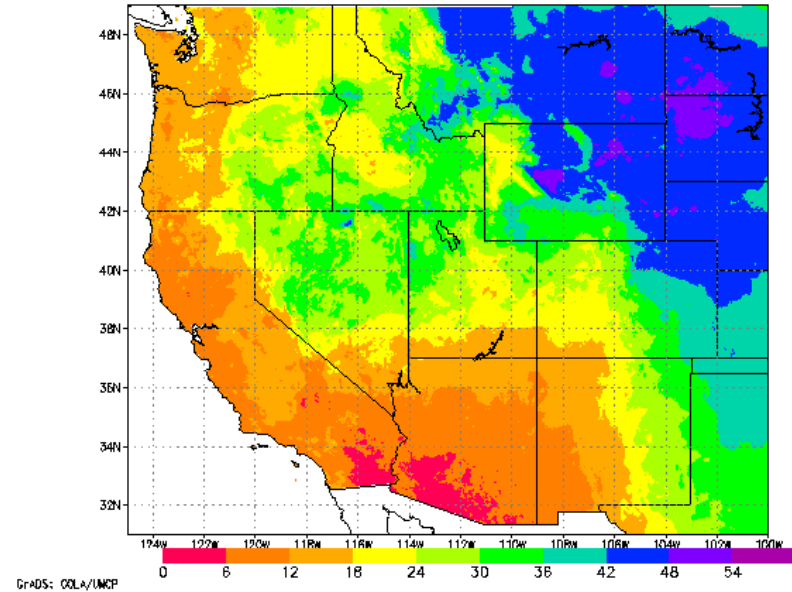 48N
46N
44N
42N
40N
38N
36N
34N
32N
124W 122W 120W 118W 116W 114W 112W 110W 108W 106W 104W 102W 100W
0 6 12 18 24 30 36 42 48 54
GrADS: COLA/UMCP